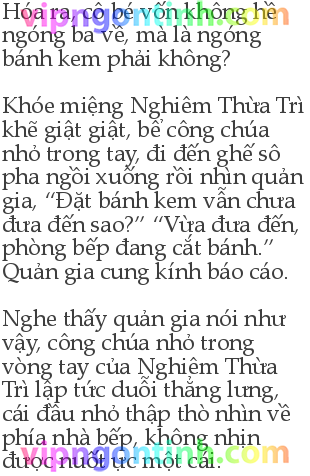 vipngontinh.com
Hóa ra, cô bé vốn không hề
ngóng ba về, mà là ngóng
bánh kem phải không?
Khóe miệng Nghiêm Thừa Trì
khẽ giật giật, bể công chúa
nhỏ trong tay, đi đến ghế sô
pha ngồi xuống rồi nhìn quản
gia, “Đặt bánh kem vẫn chưa
đưa đến sao?” “Vừa đưa đến,
phòng bếp đang cắt bánh.”
Quản gia cung kính báo cáo.
Nghe thấy quản gia nói như
vậy, công chúa nhỏ trong
vòng tay của Nghiêm Thừa
Trì lập tức duỗi thẳng lưng,
cái đầu nhỏ thập thò nhìn về
phía nhà bếp, không nhịn
được nuốt ực một cái.
vipngontinh.com